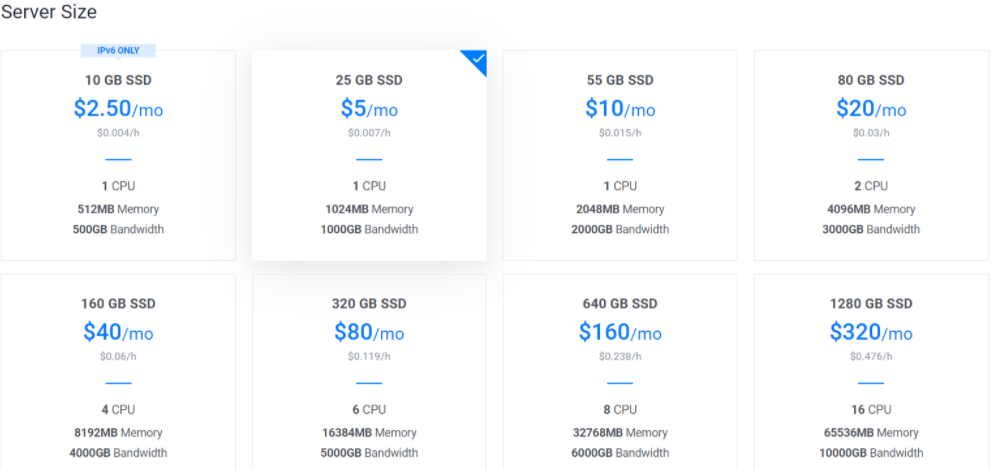 Server Size
IPv6 ONLY
10 GB SSD
$2.50/mo
$0.004/h
1 CPU
512MB Memory
500GB Bandwidth
25 GB SSD
$5/mo
$0.007/h
1 CPU
1024MB Memory
1000GB Bandwidth
55 GB SSD
$10/mo
$0.015/h
1 CPU
2048MB Memory
2000GB Bandwidth
80 GB SSD
$20/mo
$0.03/h
2 CPU
4096MB Memory
3000GB Bandwidth
160 GB SSD
$40/mo
$0.06/h
4 CPU
8192MB Memory
4000GB Bandwidth
320 GB SSD
$80/mo
$0.119/h
6 CPU
16384MB Memory
5000GB Bandwidth
640 GB SSD
$160/mo
$0.238/h
8 CPU
32768MB Memory
6000GB Bandwidth
1280 GB SSD
$320/mo
$0.476/h
16 CPU
65536MB Memory
10000GB Bandwidth